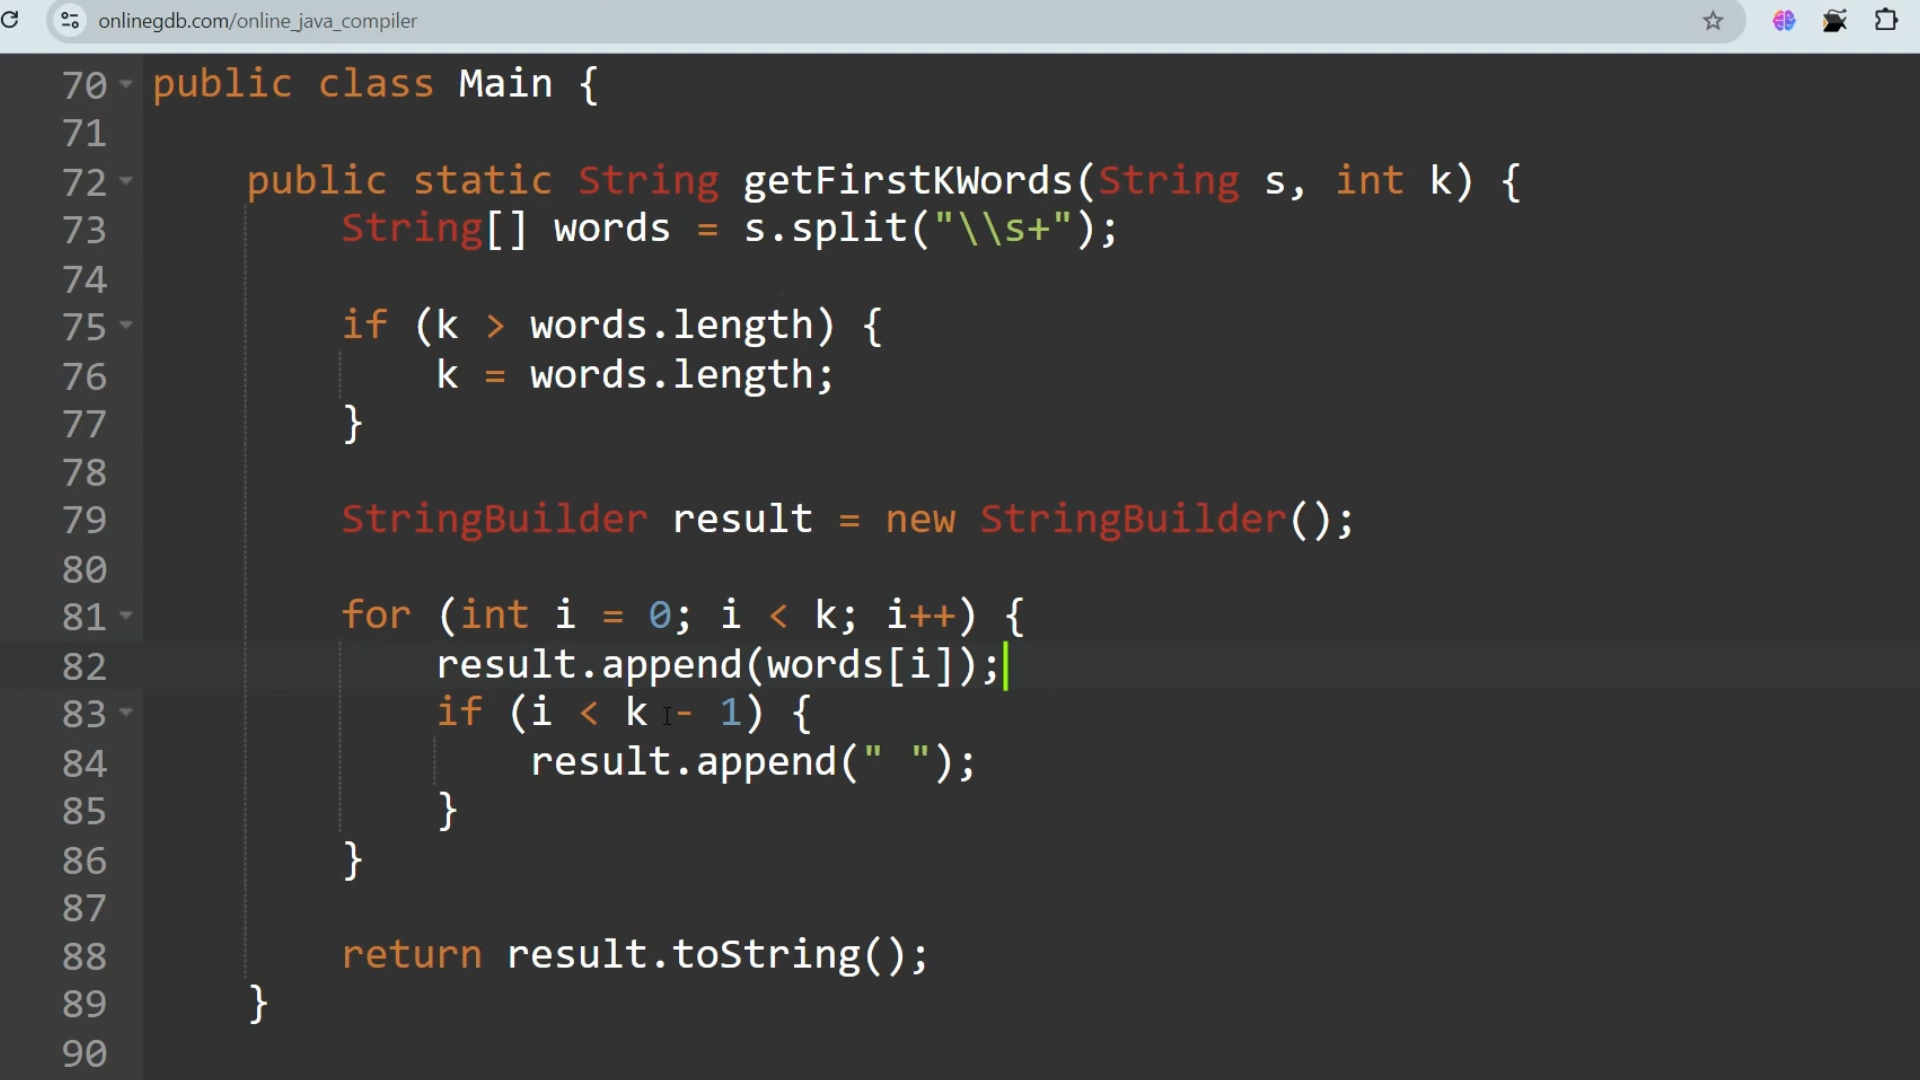 onlinegdb.com/online_java_compiler
70 public class Main {
71
72 public static String getFirstKWords(String s, int k) {
73 String[] words = s.split("\\s+");
74
75 if (k > words.length) {
76 k = words.length;
77 }
78
79 StringBuilder result = new StringBuilder();
80
81 for (int i = 0; i < k; i++) {
82 result.append(words[i]);
83 if (i < k - 1) {
84 result.append(" ");
85 }
86 }
87
88 return result.toString();
89 }
90